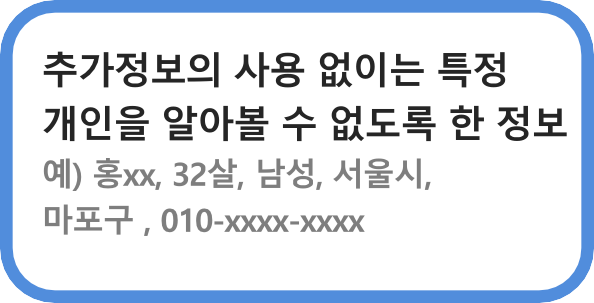 추가정보의 사용 없이는 특정
개인을 알아볼 수 없도록 한 정보
예) 홍xx, 32살, 남성, 서울시,
마포구 , 010-xxxx-xxxx